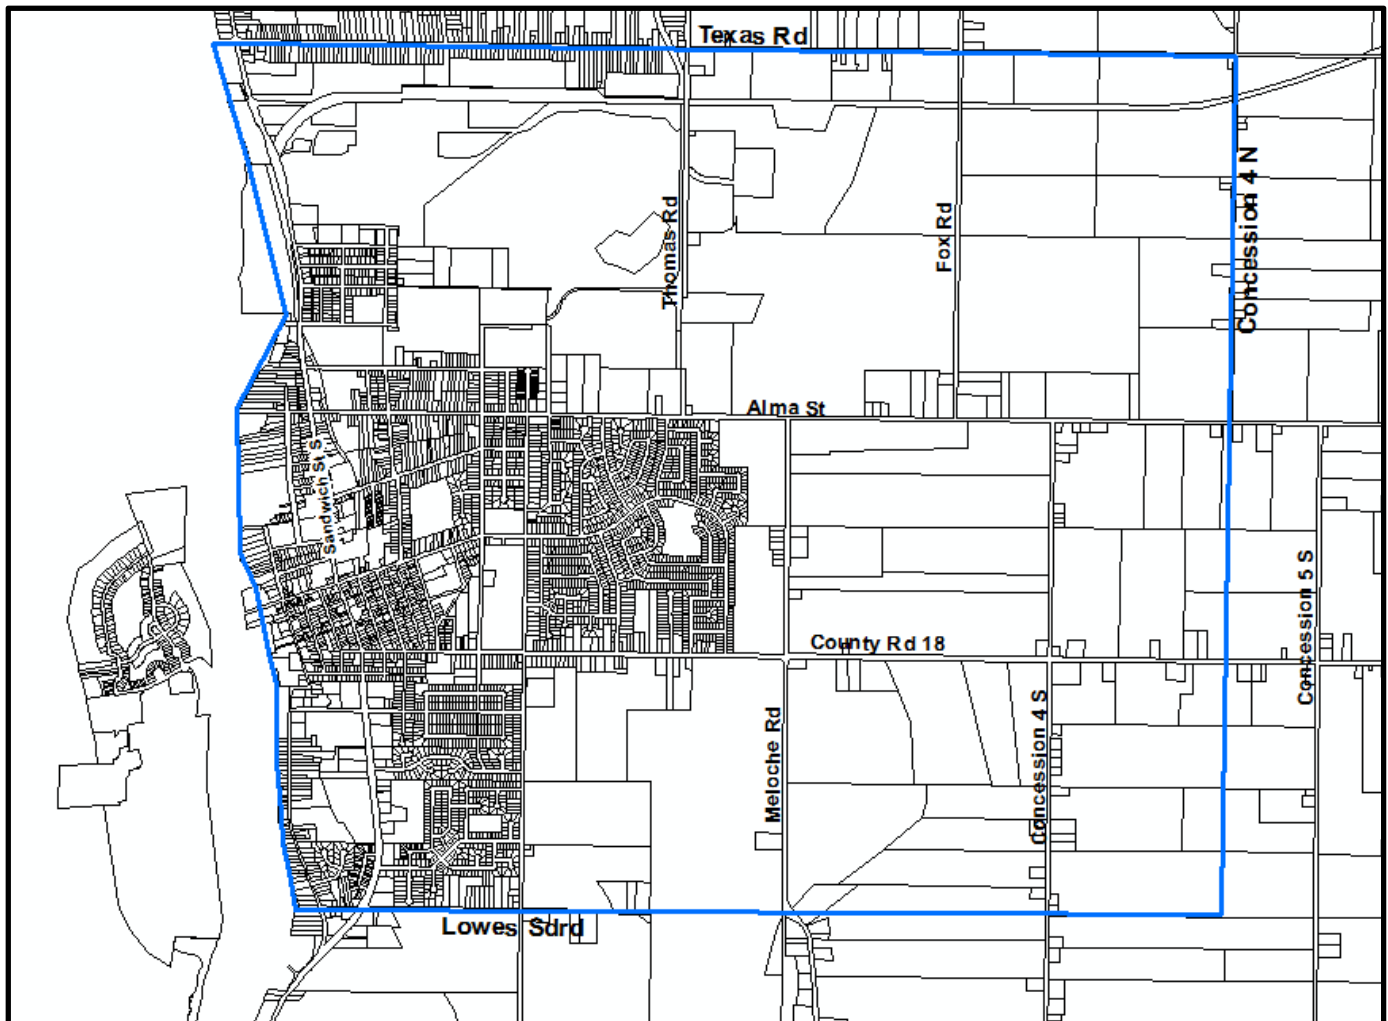 Texas Rd
Concession 4 N
Thomas Rd
Fox Rd
Alma St
Sandwich St S
Concession 5 S
County Rd 18
Concession 4 S
Meloche Rd
Lowes Sdrd